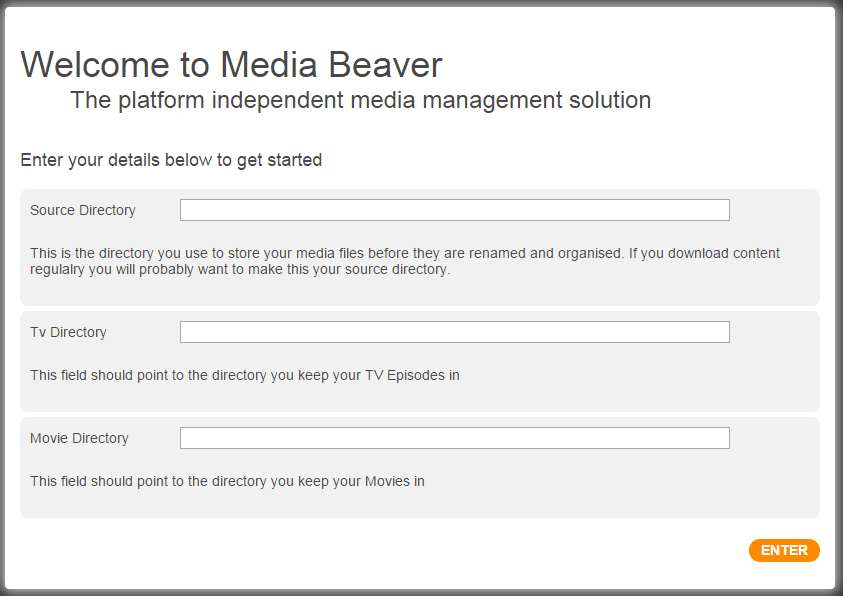 Welcome to Media Beaver
The platform independent media management solution
Enter your details below to get started
Source Directory
This is the directory you use to store your media files before they are renamed and organised. If you download content
regulalry you will probably want to make this your source directory.
Tv Directory
This field should point to the directory you keep your TV Episodes in
Movie Directory
This field should point to the directory you keep your Movies in
ENTER